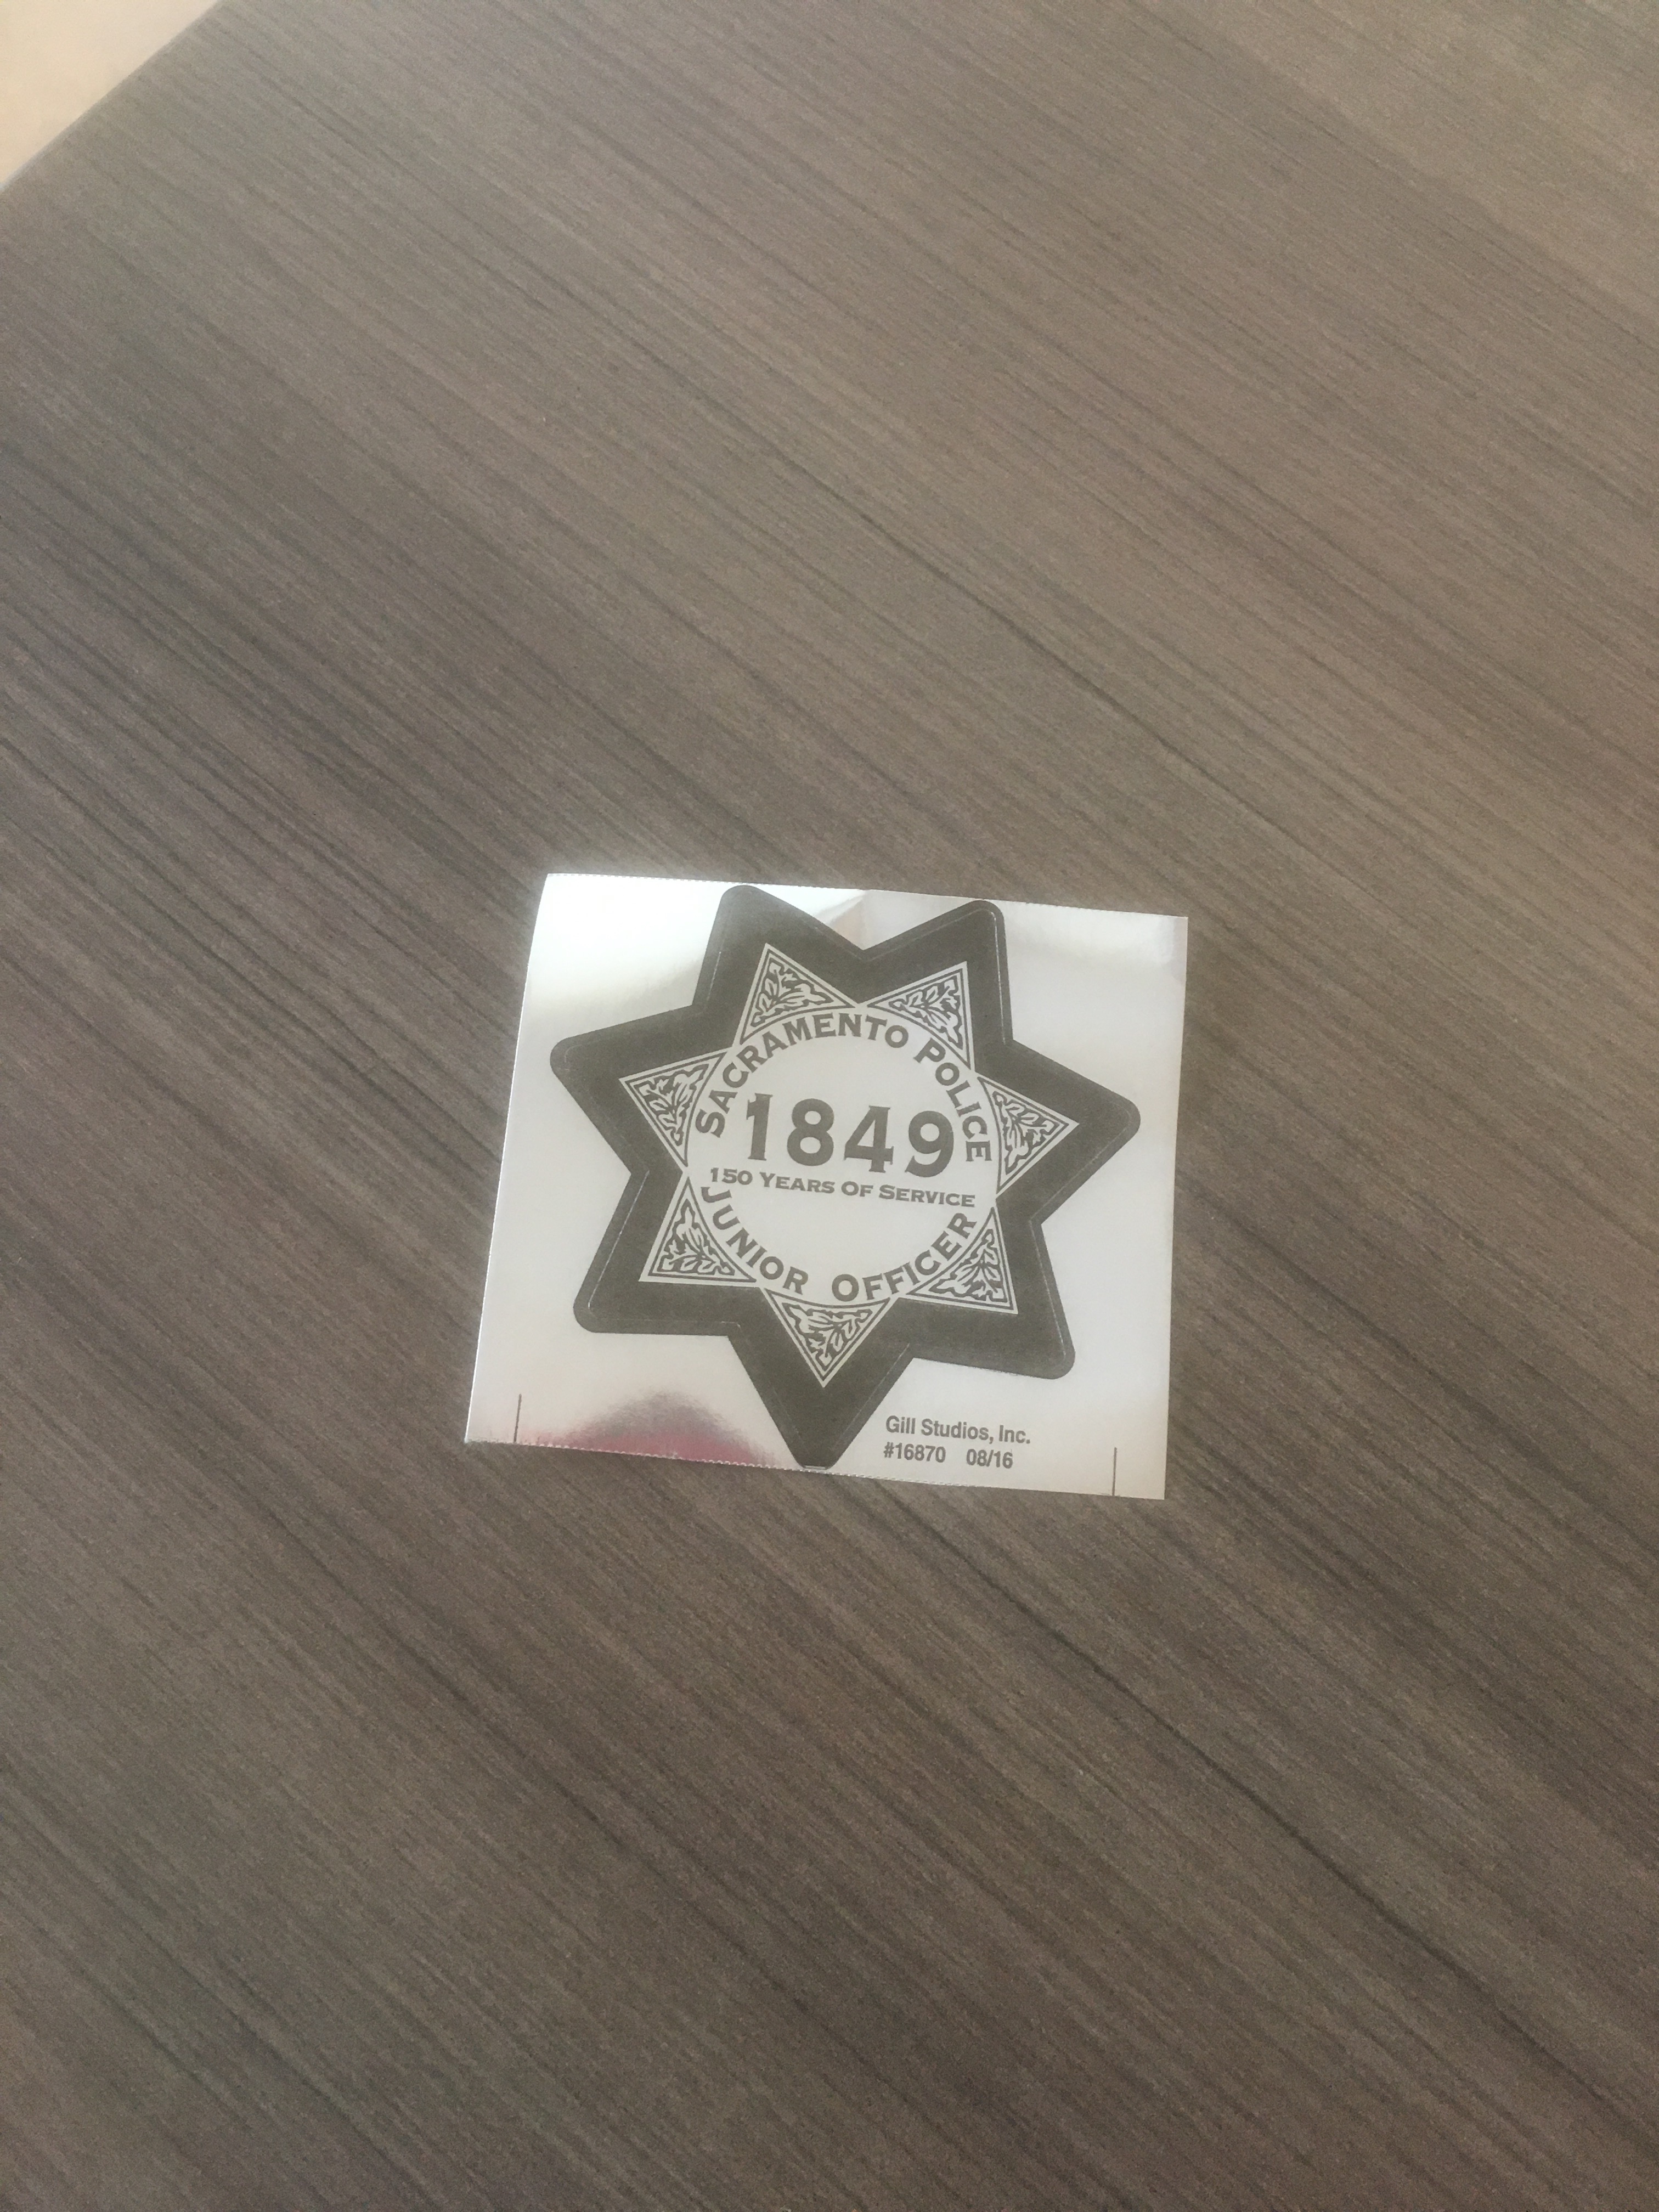 SACRAMENTO POLICE
1849
150 YEARS OF SERVICE
JUNIOR OFFICER
Gill Studios, Inc.
#16870 08/16